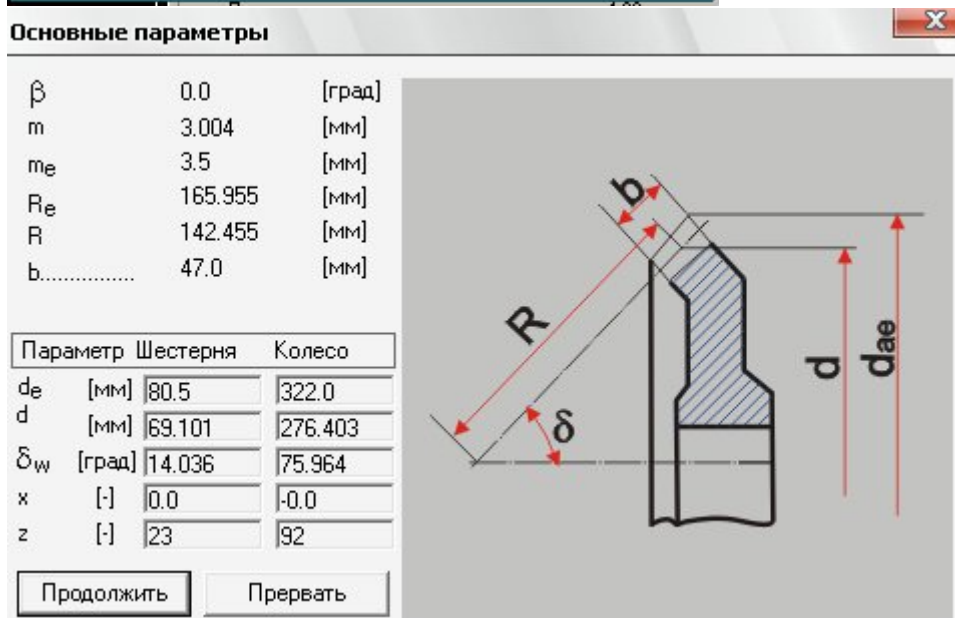 Основные параметры
β 0.0 [град]
m 3.004 [мм]
me 3.5 [мм]
Re 165.955 [мм]
R 142.455 [мм]
b............... 47.0 [мм]
Параметр Шестерня Колесо
de [мм] 80.5 322.0
d [мм] 69.101 276.403
δw [град] 14.036 75.964
x [-] 0.0 -0.0
z [-] 23 92
Продолжить Прервать
b
R
δ
d
dae